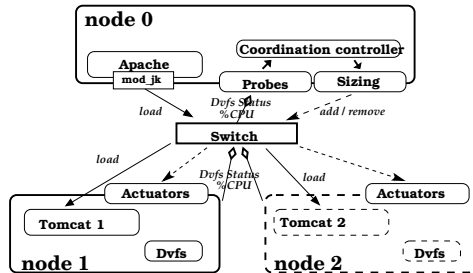 node 0
Coordination controller
Apache
mod_jk
Probes
Sizing
load
Dvfs Status
%CPU
add / remove
Switch
load
Dvfs Status
%CPU
load
Actuators
Actuators
Tomcat 1
Tomcat 2
Dvfs
Dvfs
node 1
node 2